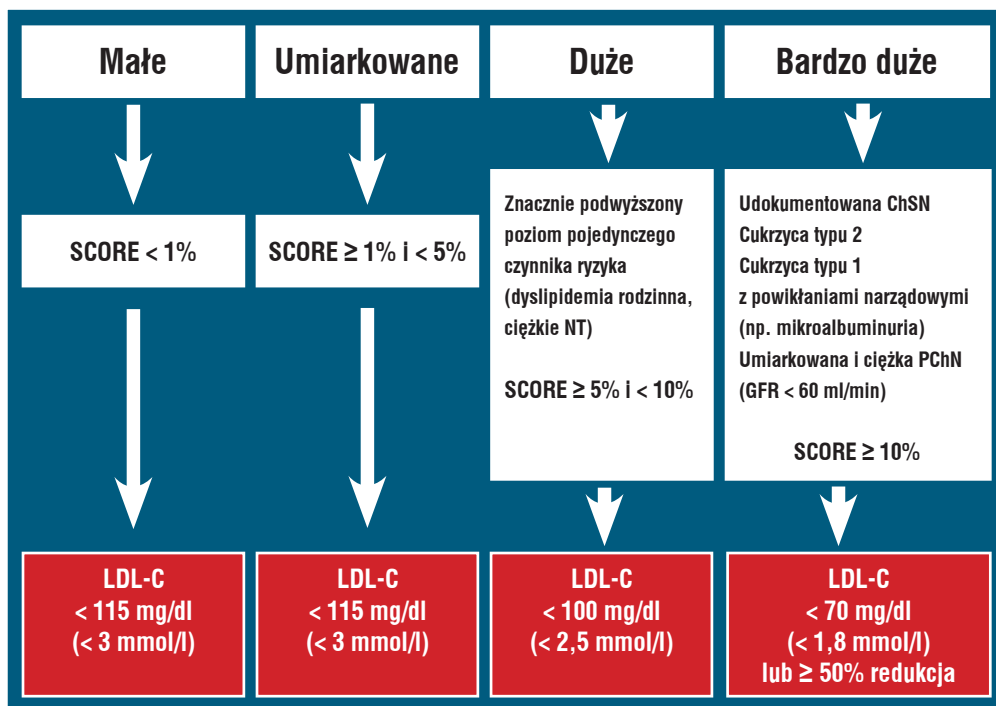 Małe
Umiarkowane
Duże
Bardzo duże
SCORE < 1%
SCORE ≥ 1% i < 5%
Znacznie podwyższony
poziom pojedynczego
czynnika ryzyka
(dyslipidemia rodzinna,
ciężkie NT)
SCORE ≥ 5% i < 10%
Udokumentowana ChSN
Cukrzyca typu 2
Cukrzyca typu 1
z powikłaniami narządowymi
(np. mikroalbuminuria)
Umiarkowana i ciężka PChN
(GFR < 60 ml/min)
SCORE ≥ 10%
LDL-C
< 115 mg/dl
(< 3 mmol/l)
LDL-C
< 115 mg/dl
(< 3 mmol/l)
LDL-C
< 100 mg/dl
(< 2,5 mmol/l)
LDL-C
< 70 mg/dl
(< 1,8 mmol/l)
lub ≥ 50% redukcja